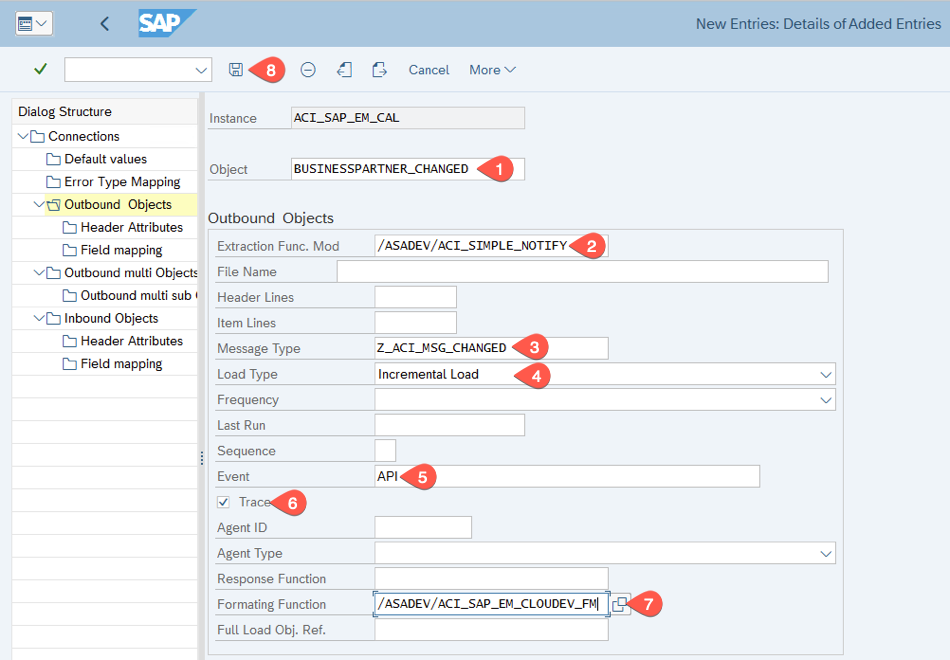 SAP
New Entries: Details of Added Entries
8
Cancel
More
Dialog Structure
Connections
Default values
Error Type Mapping
Outbound Objects
Header Attributes
Field mapping
Outbound multi Objects
Outbound multi sub
Inbound Objects
Header Attributes
Field mapping
Instance ACI_SAP_EM_CAL
Object BUSINESSPARTNER_CHANGED 1
Outbound Objects
Extraction Func. Mod /ASADEV/ACI_SIMPLE_NOTIFY 2
File Name
Header Lines
Item Lines
Message Type Z_ACI_MSG_CHANGED 3
Load Type Incremental Load 4
Frequency
Last Run
Sequence
Event API 5
Trace 6
Agent ID
Agent Type
Response Function
Formating Function /ASADEV/ACI_SAP_EM_CLOUDEV_FM 7
Full Load Obj. Ref.